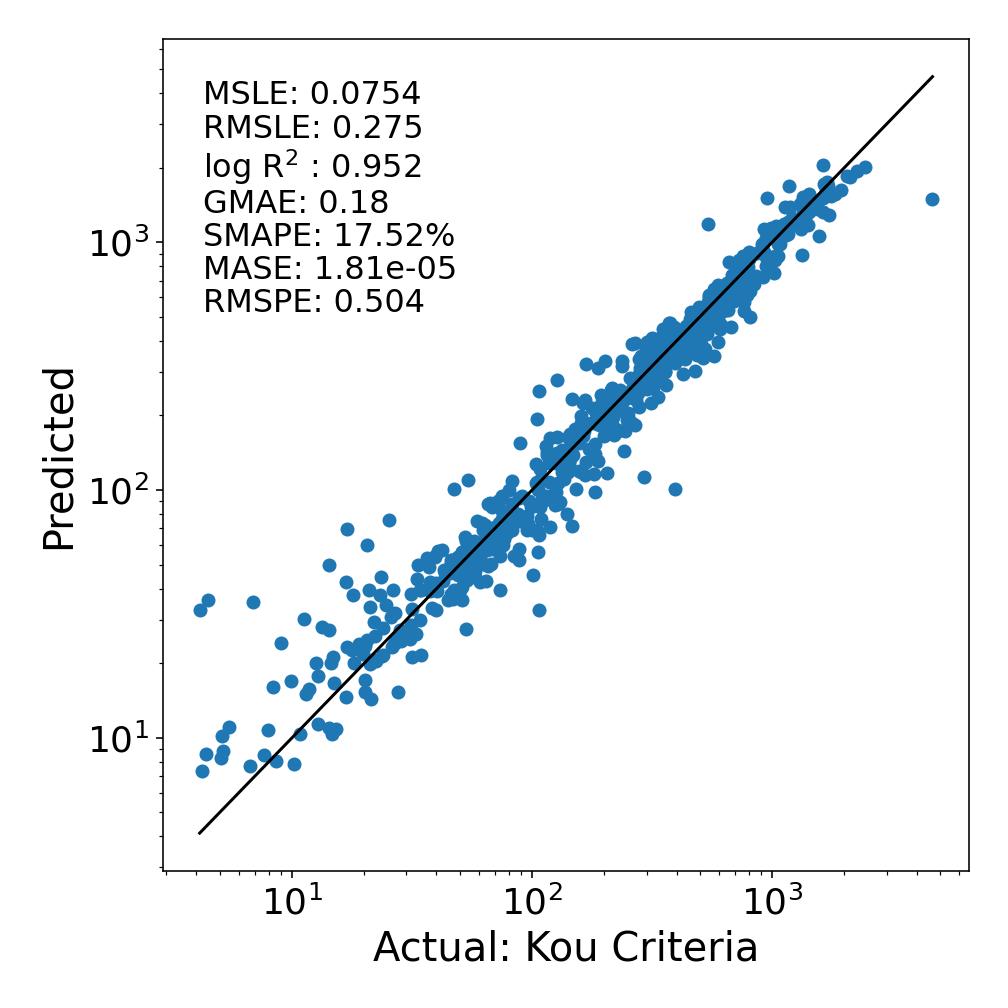 MSLE: 0.0754
RMSLE: 0.275
log R² : 0.952
GMAE: 0.18
SMAPE: 17.52%
MASE: 1.81e-05
RMSPE: 0.504
Predicted
10³
10²
10¹
10¹ 10² 10³
Actual: Kou Criteria